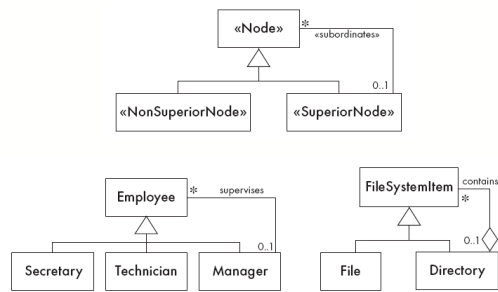 «Node»
*
«subordinates»
0..1
«NonSuperiorNode»
«SuperiorNode»
Employee
*
supervises
0..1
Secretary
Technician
Manager
FileSystemItem
contains
*
0..1
File
Directory